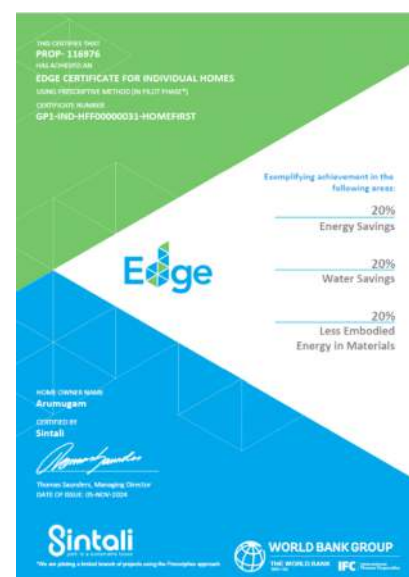 THIS CERTIFIES THAT
PROP- 116976
HAS ACHIEVED AN
EDGE CERTIFICATE FOR INDIVIDUAL HOMES
USING PRESCRIPTIVE METHOD (IN PILOT PHASE*)
CERTIFICATE NUMBER
GP1-IND-HFF00000031-HOMEFIRST
Exemplifying achievement in the
following areas:
20%
Energy Savings
20%
Water Savings
20%
Less Embodied
Energy in Materials
Edge
HOME OWNER NAME
Arumugam
CERTIFIED BY
Sintali
Thomas Saunders, Managing Director
DATE OF ISSUE: 05-NOV-2024
Sintali
*We are piloting a limited branch of projects using the Prescriptive approach
WORLD BANK GROUP
THE WORLD BANK
IFC International
Finance Corporation